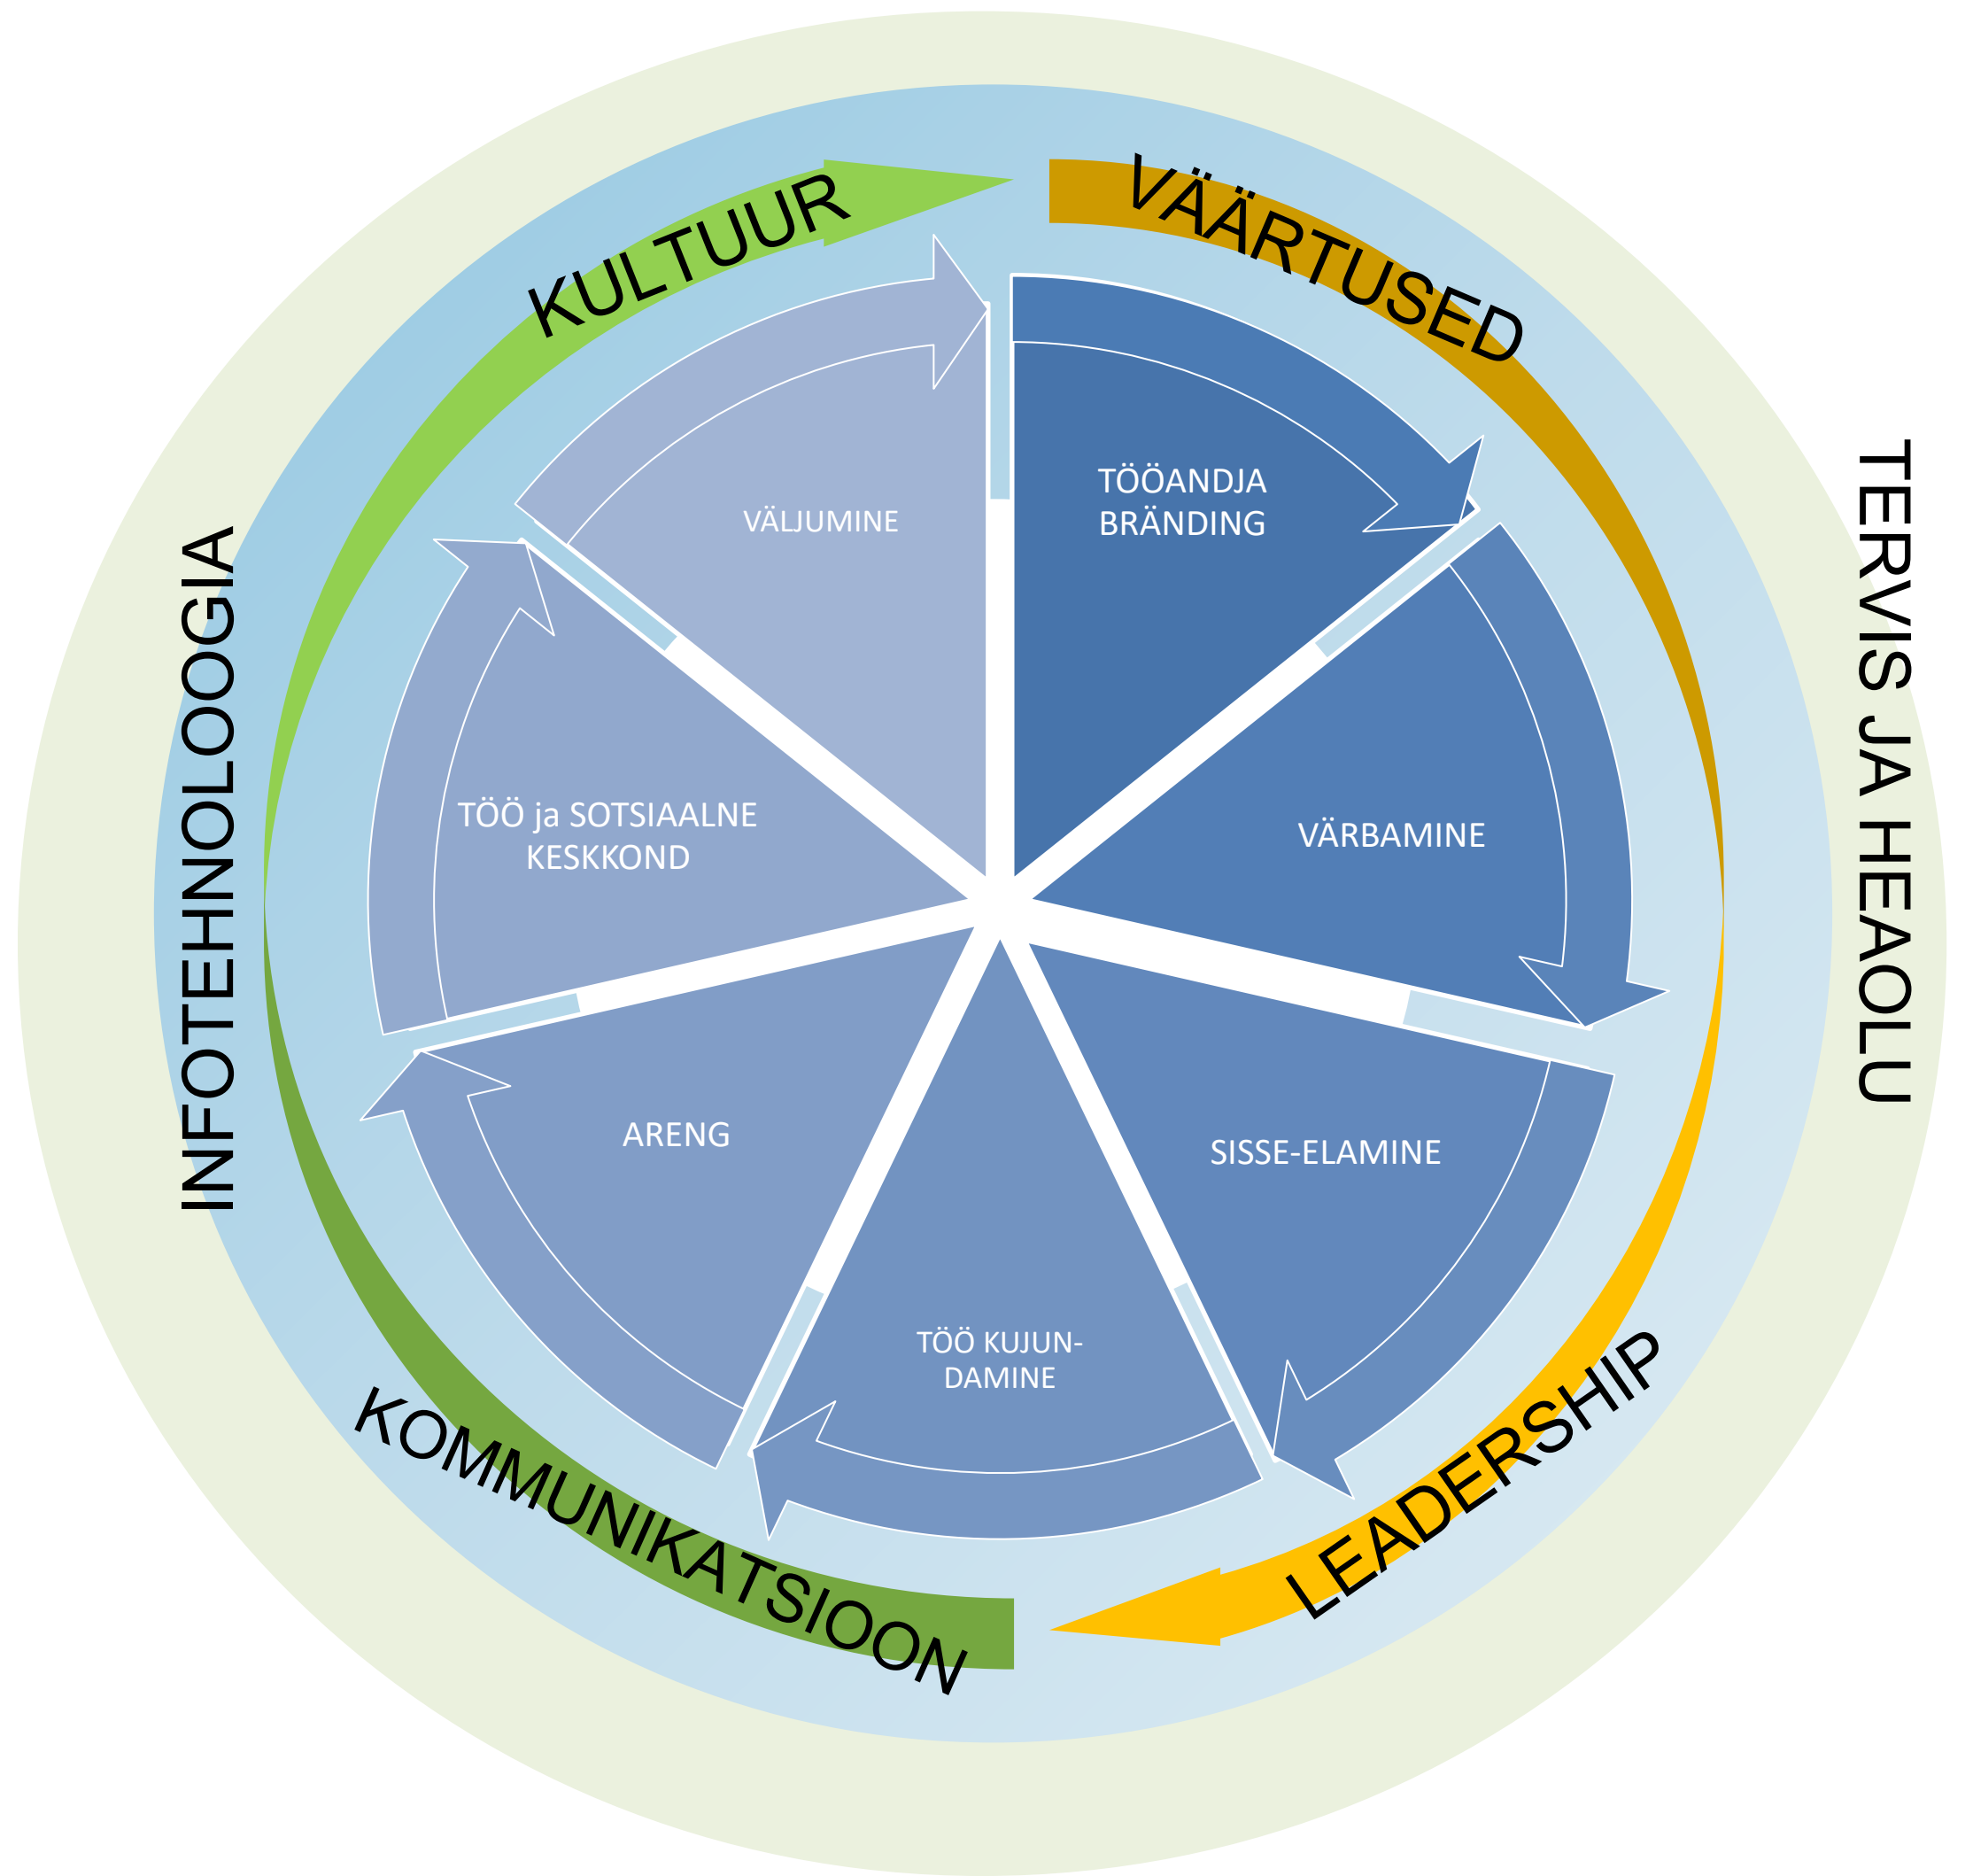 KULTUUR
VÄÄRTUSED
TERVIS JA HEAOLU
LEADERSHIP
KOMMUNIKATSIOON
INFOTEHNOLOOGIA
TÖÖANDJA
BRÄNDING
VÄRBAMINE
SISSE-ELAMINE
TÖÖ KUJUN-
DAMINE
ARENG
TÖÖ ja SOTSIAALNE
KESKKOND
VÄLJUMINE